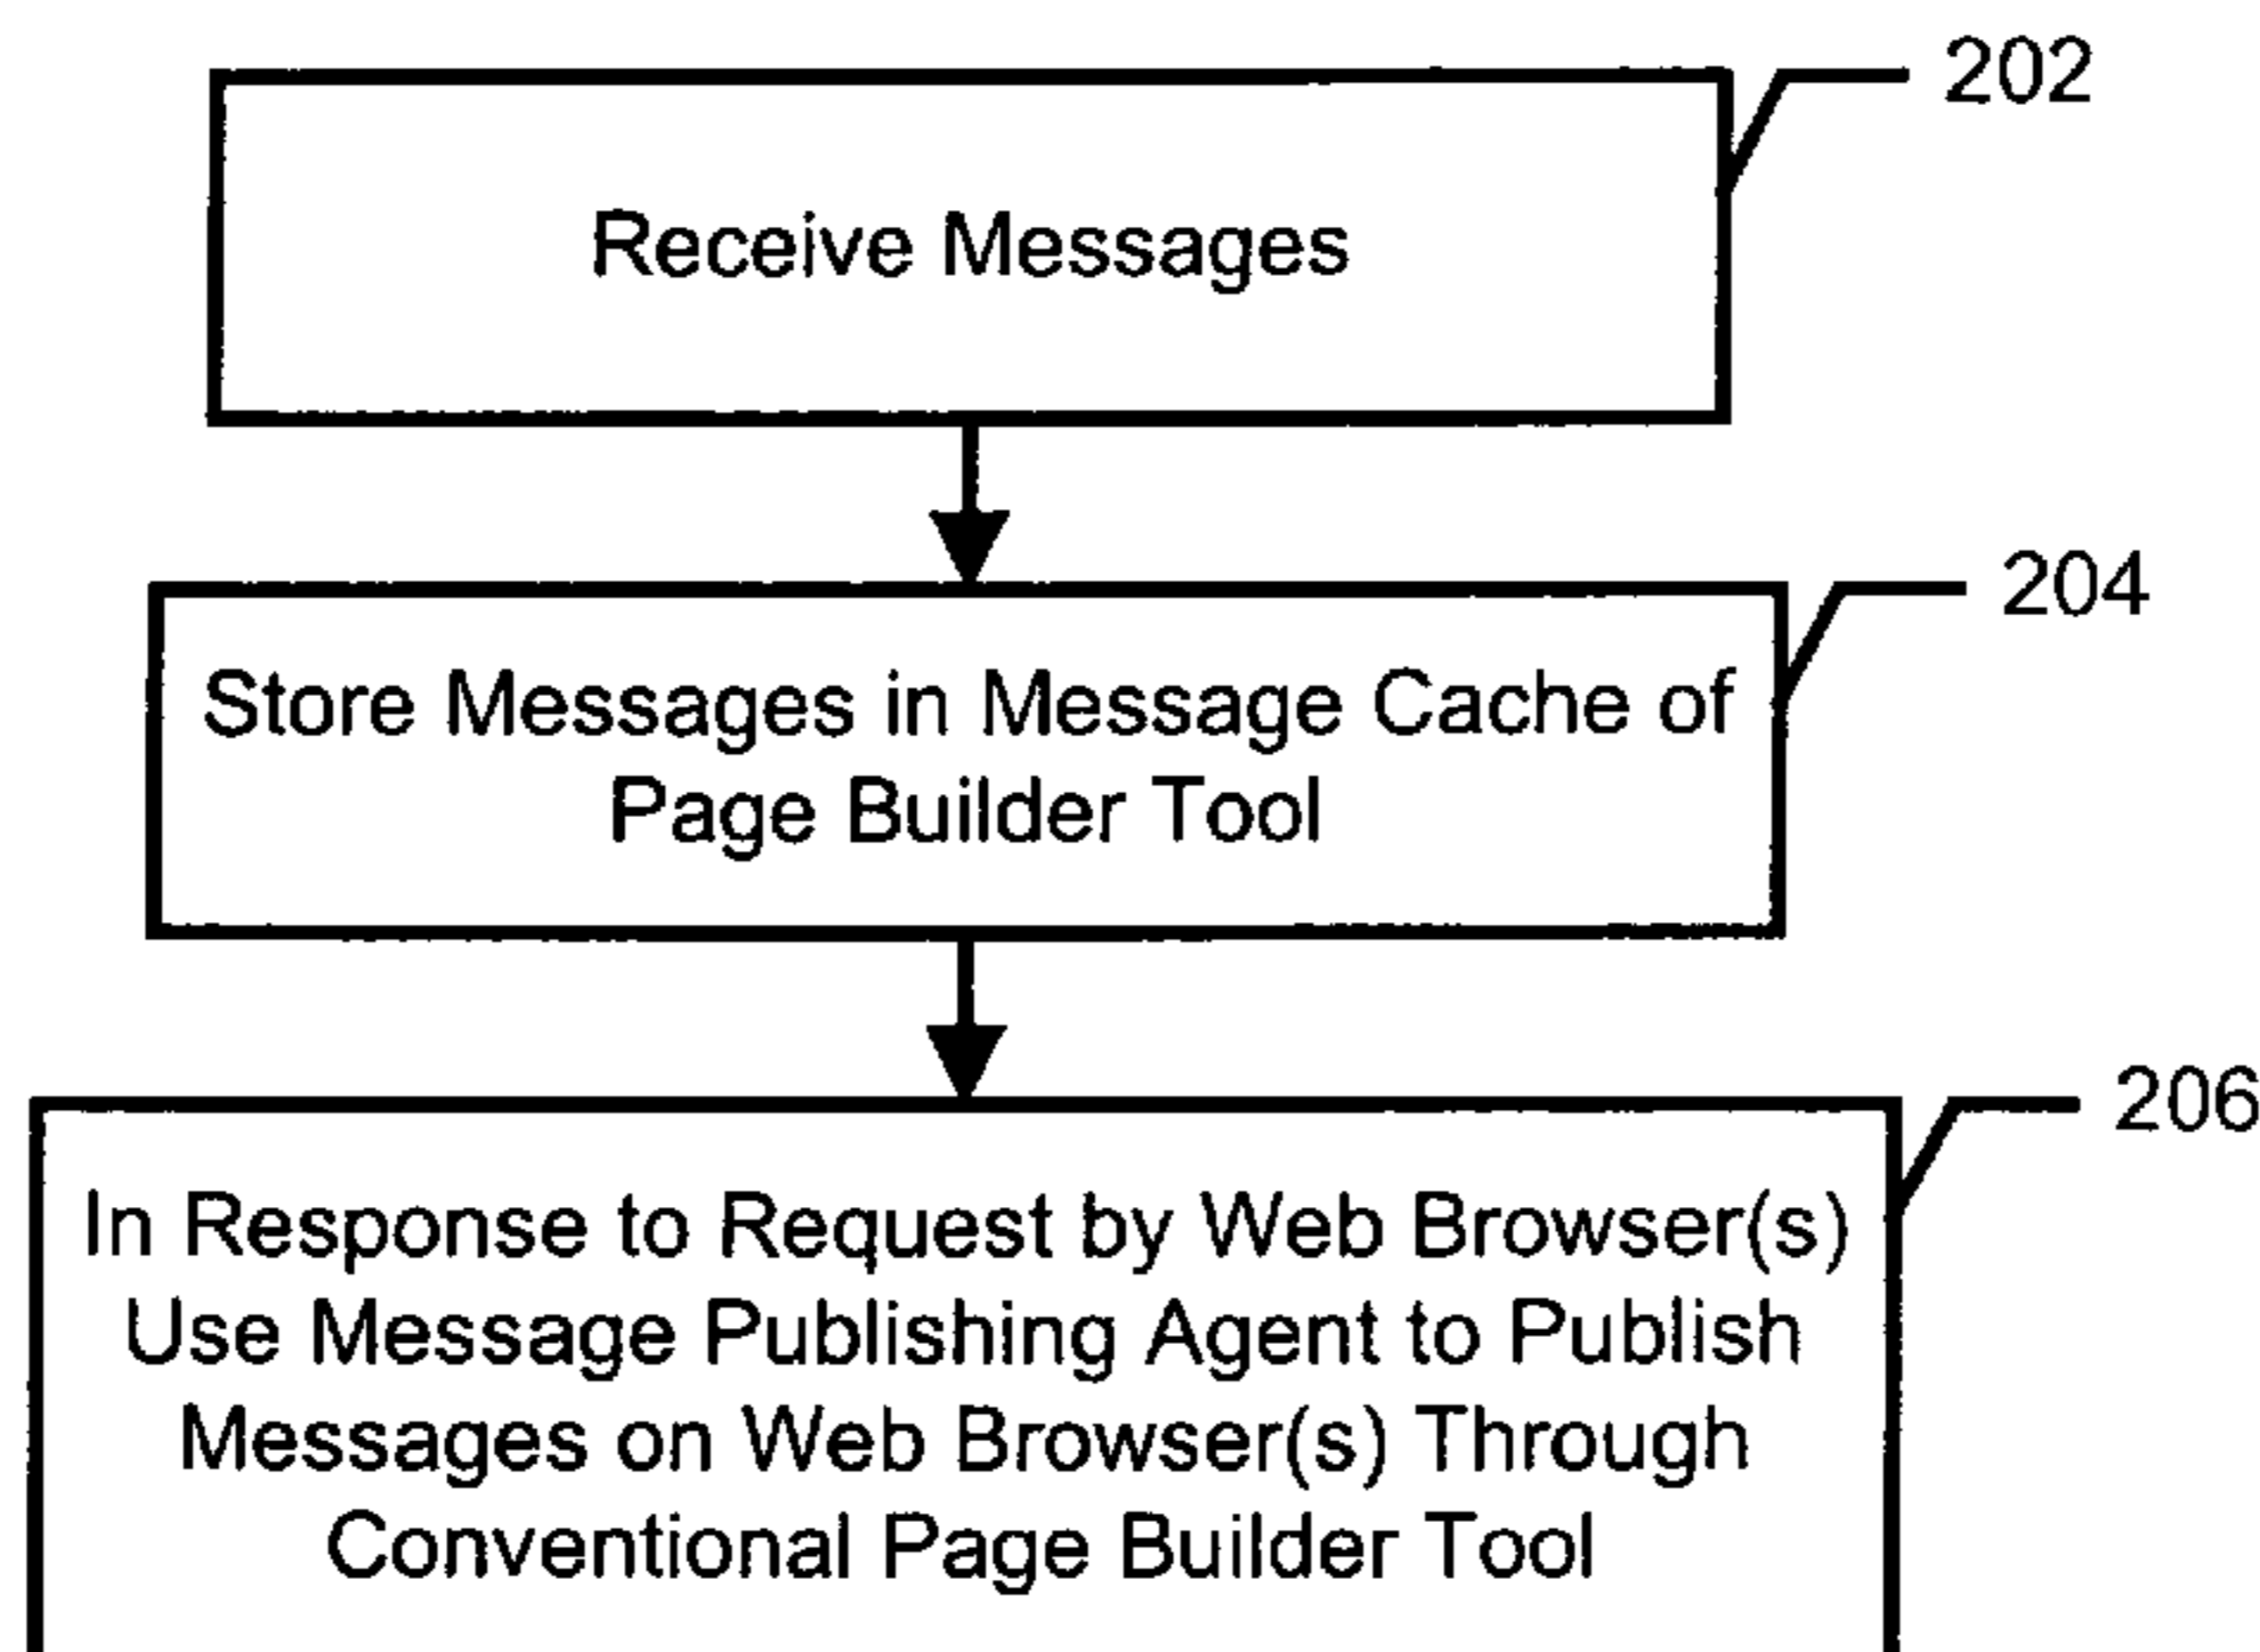 202
Receive Messages
204
Store Messages in Message Cache of
Page Builder Tool
206
In Response to Request by Web Browser(s)
Use Message Publishing Agent to Publish
Messages on Web Browser(s) Through
Conventional Page Builder Tool